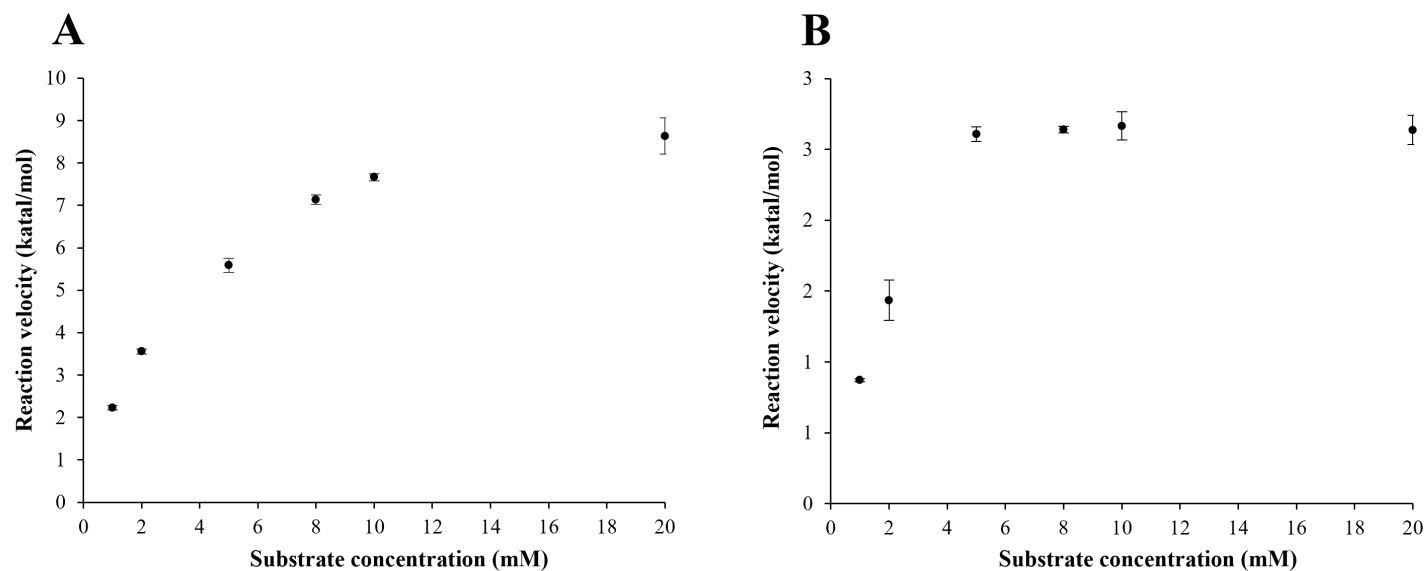 A
Reaction velocity (katal/mol)
10
9
8
7
6
5
4
3
2
1
0
0 2 4 6 8 10 12 14 16 18 20
Substrate concentration (mM)
B
Reaction velocity (katal/mol)
3
3
2
2
1
1
0
0 2 4 6 8 10 12 14 16 18 20
Substrate concentration (mM)